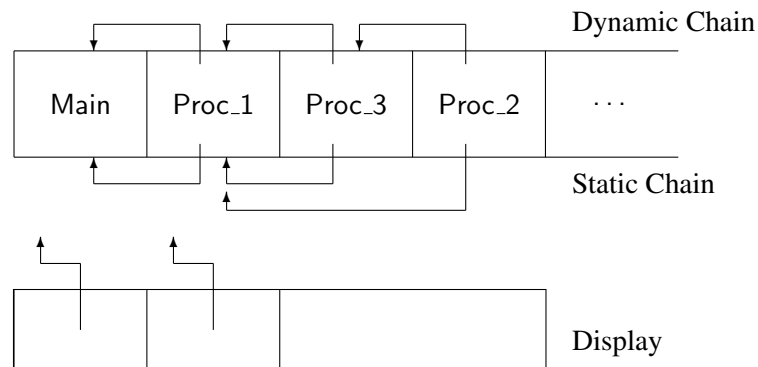 Dynamic Chain
Main Proc_1 Proc_3 Proc_2 ...
Static Chain
Display